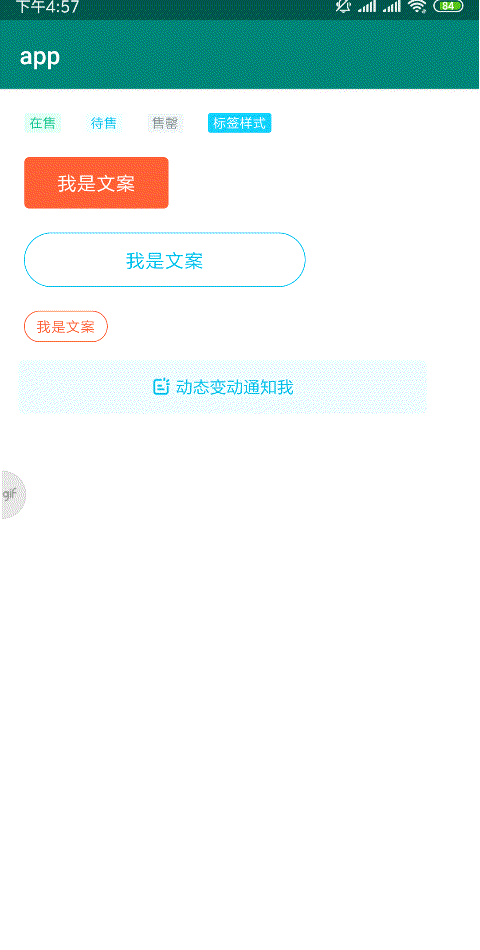 下午4:57 84
app
在售 待售 售罄 标签样式
我是文案
我是文案
我是文案
动态变动通知我
gif